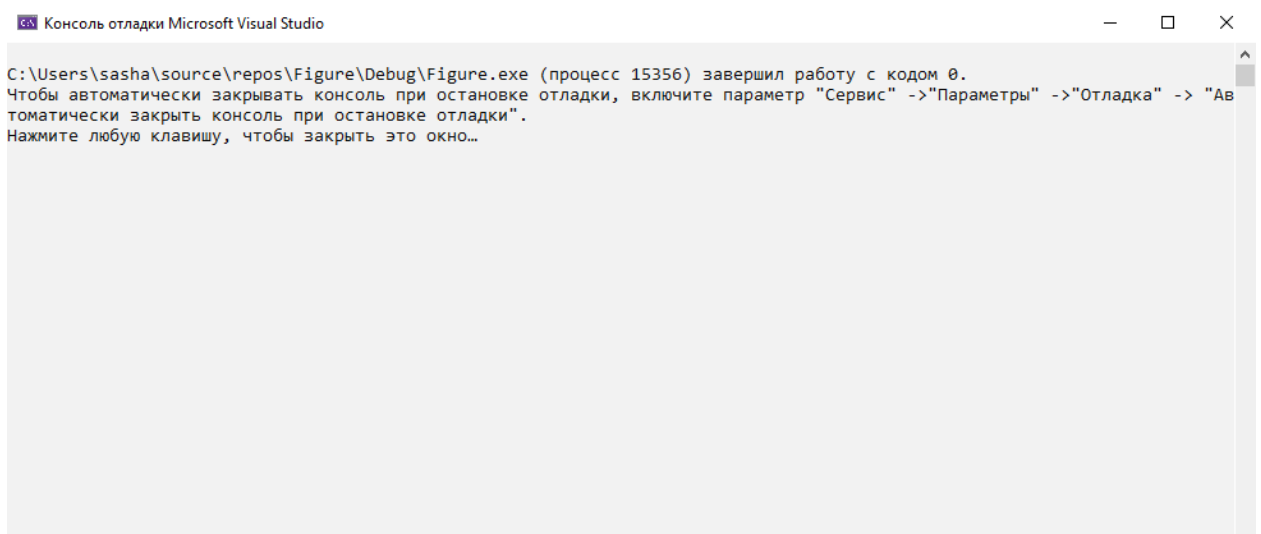 Консоль отладки Microsoft Visual Studio
C:\Users\sasha\source\repos\Figure\Debug\Figure.exe (процесс 15356) завершил работу с кодом 0.
Чтобы автоматически закрывать консоль при остановке отладки, включите параметр "Сервис" ->"Параметры" ->"Отладка" -> "Ав
томатически закрыть консоль при остановке отладки".
Нажмите любую клавишу, чтобы закрыть это окно…